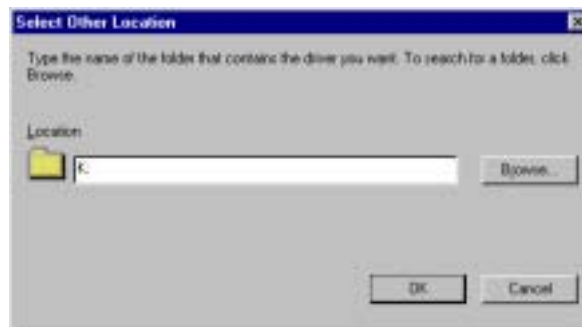 Select Other Location
Type the name of the folder that contains the driver you want. To search for a folder, click
Browse.
Location
Browse...
OK
Cancel